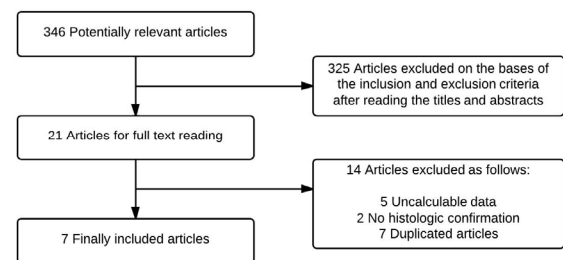 346 Potentially relevant articles
325 Articles excluded on the bases of
the inclusion and exclusion criteria
after reading the titles and abstracts
21 Articles for full text reading
14 Articles excluded as follows:
5 Uncalculable data
2 No histologic confirmation
7 Duplicated articles
7 Finally included articles